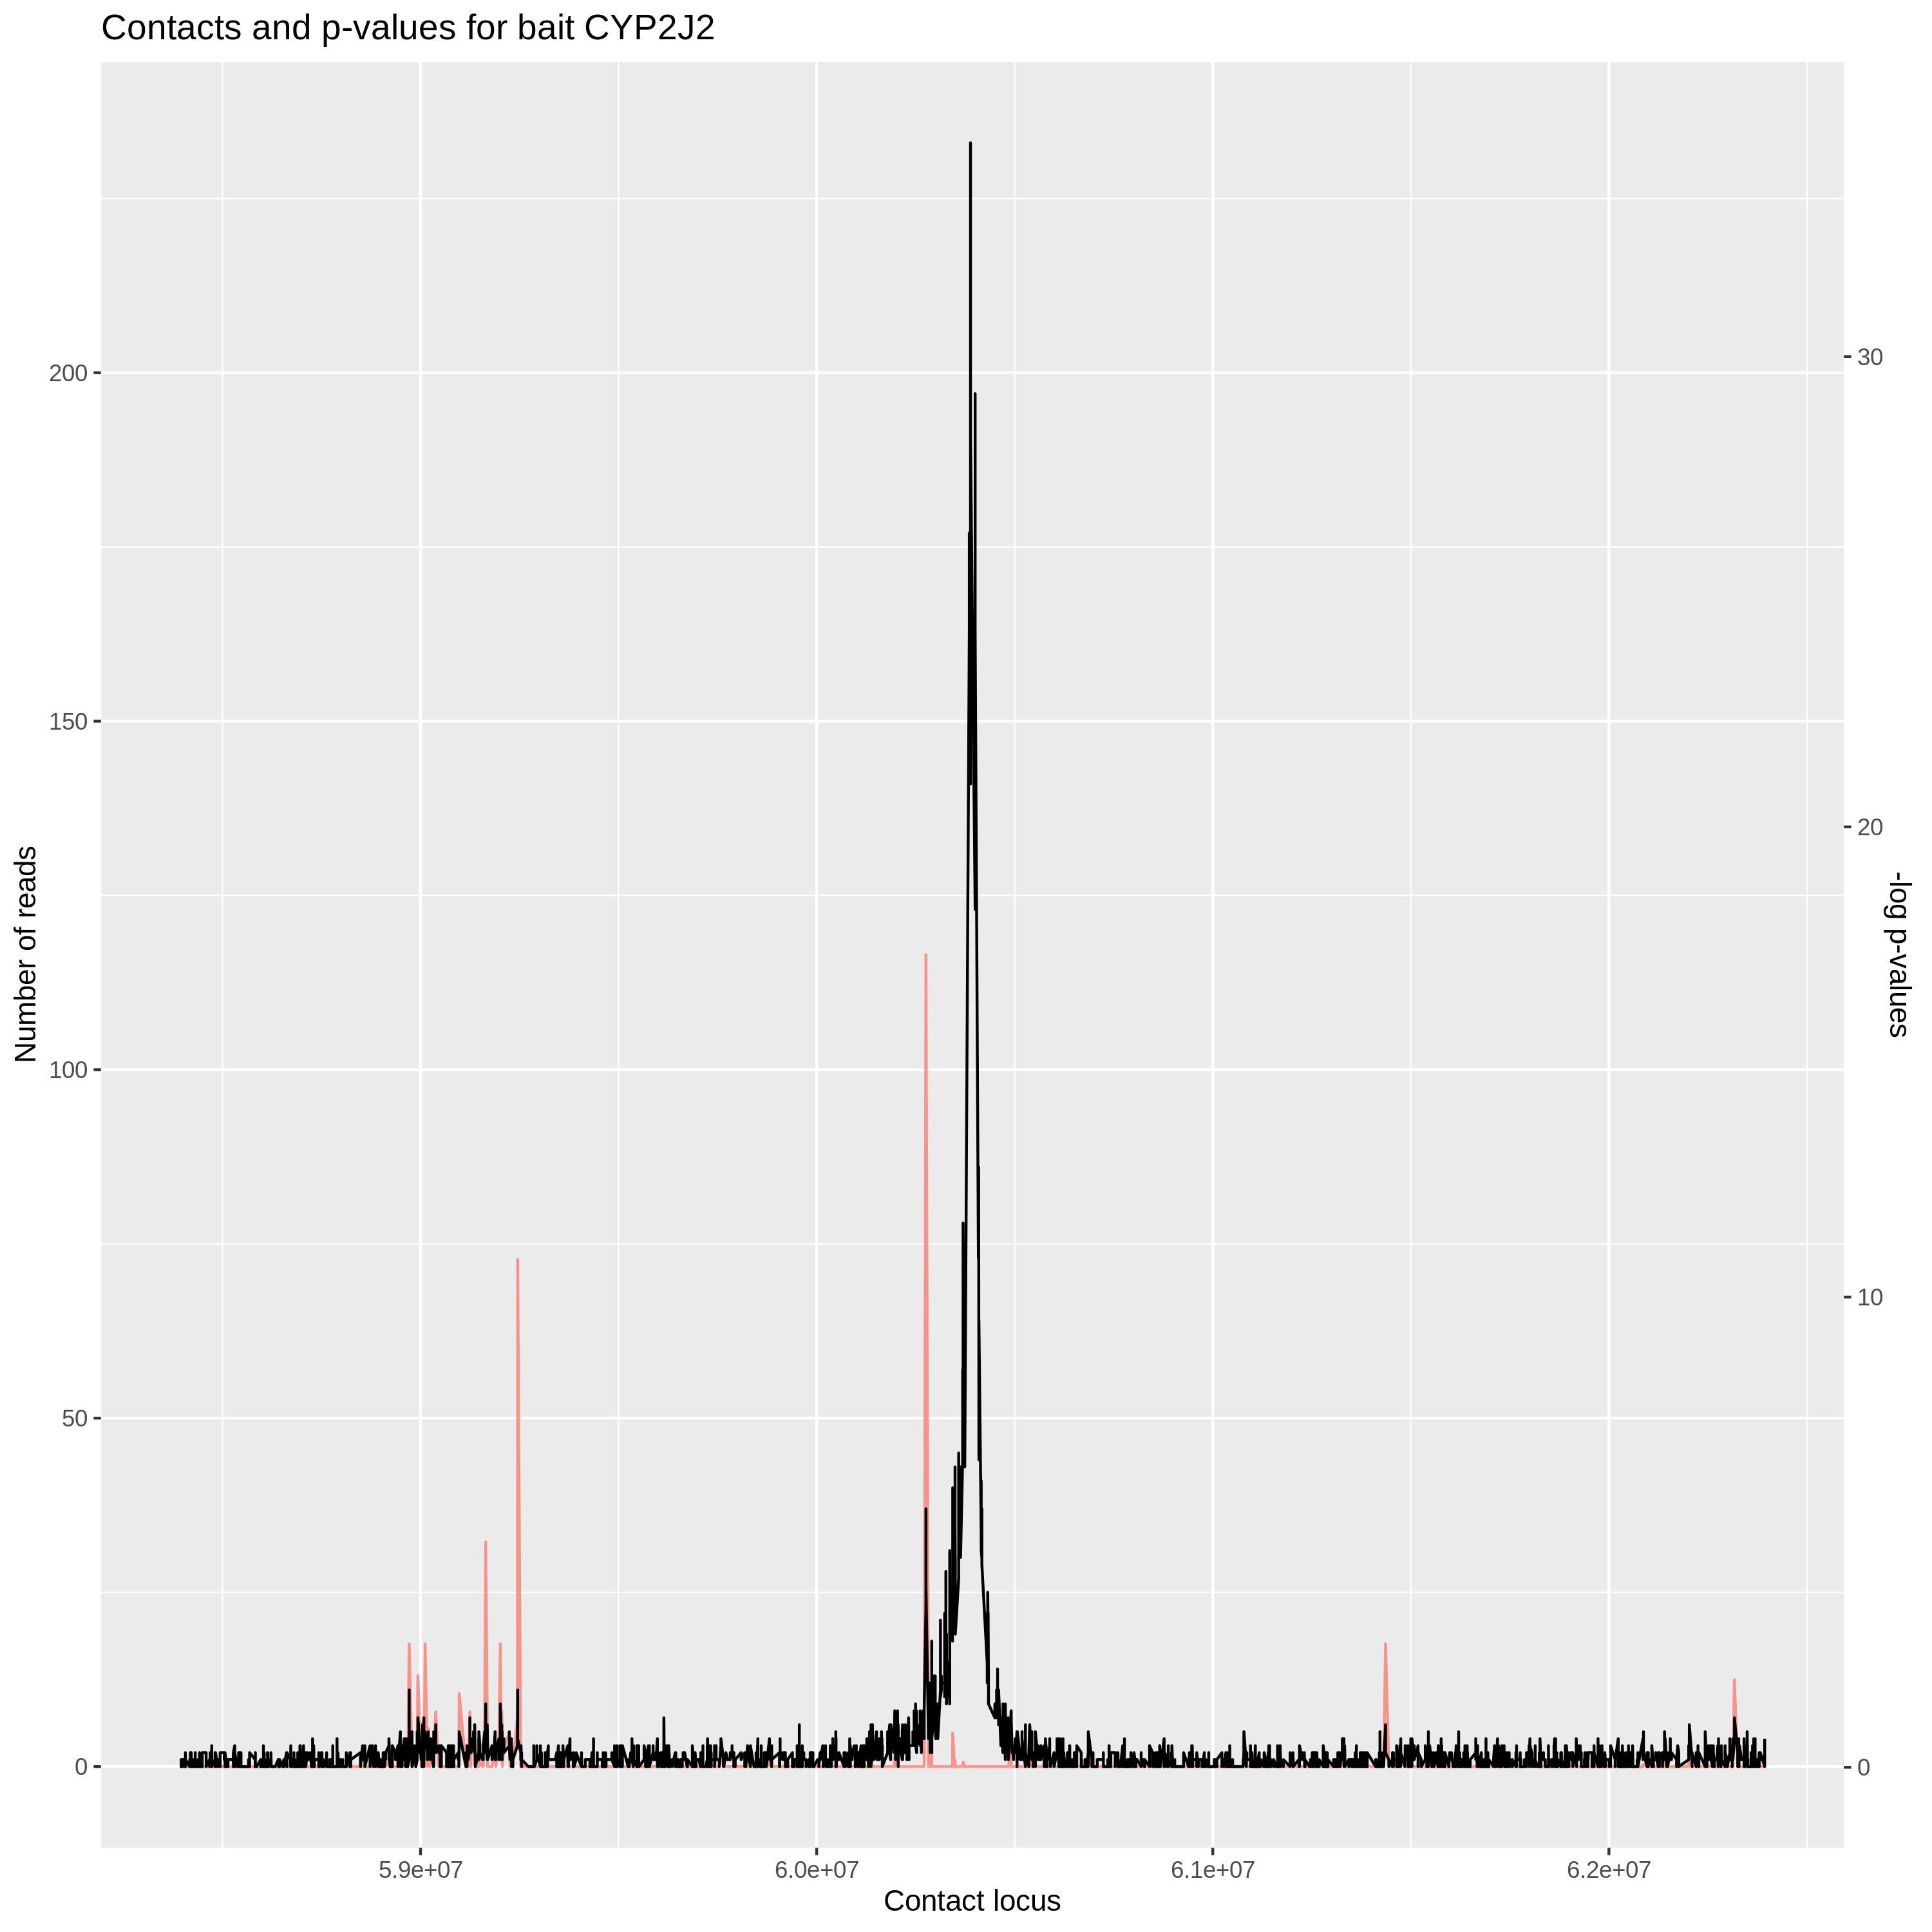 Contacts and p-values for bait CYP2J2
200
150
100
50
0
Number of reads
30
20
10
0
-log p-values
5.9e+07 6.0e+07 6.1e+07 6.2e+07
Contact locus